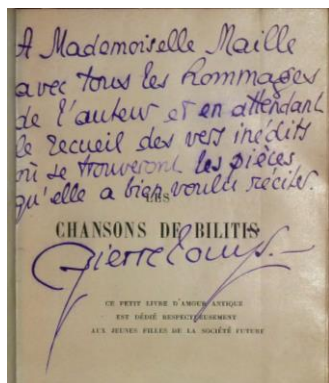 A Mademoiselle Maille
avec tous les hommages
de l'auteur et en attendant
le recueil des vers inédits
où se trouveront les pièces
qu'elle a bien voulu réciter.
LES
CHANSONS DE BILITIS
Pierre Louÿs.
CE PETIT LIVRE D'AMOUR ANTIQUE
EST DÉDIÉ RESPECTUEUSEMENT
AUX JEUNES FILLES DE LA SOCIÉTÉ FUTURE